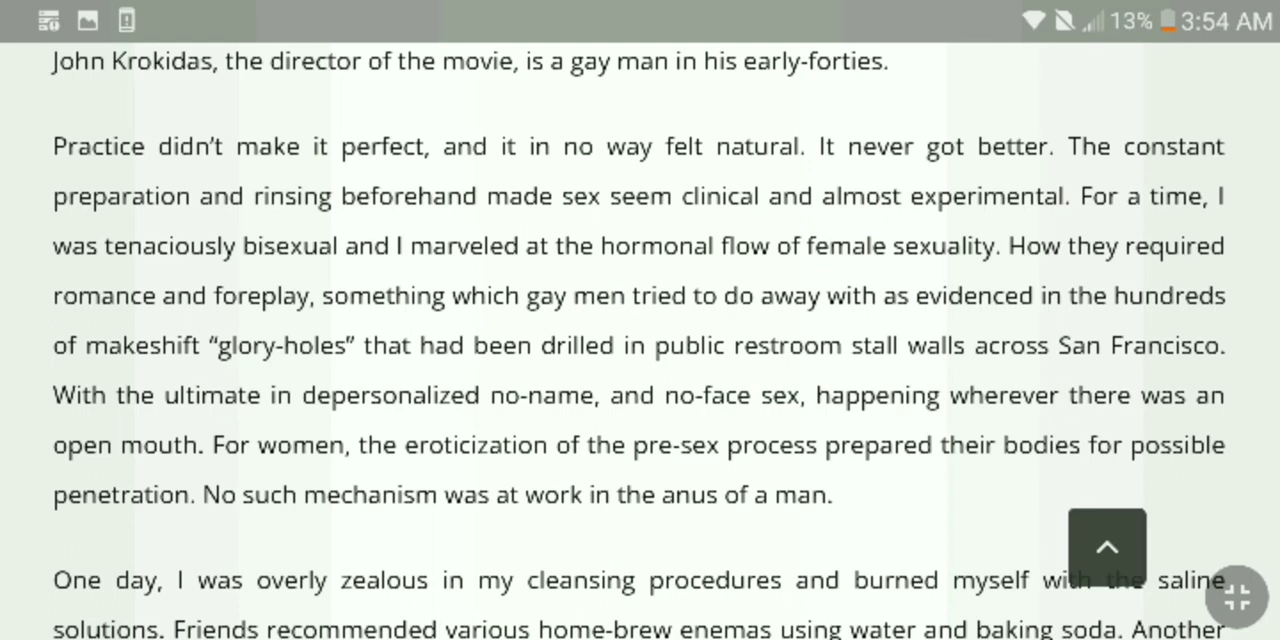 13% 3:54 AM
John Krokidas, the director of the movie, is a gay man in his early-forties.
Practice didn’t make it perfect, and it in no way felt natural. It never got better. The constant
preparation and rinsing beforehand made sex seem clinical and almost experimental. For a time, I
was tenaciously bisexual and I marveled at the hormonal flow of female sexuality. How they required
romance and foreplay, something which gay men tried to do away with as evidenced in the hundreds
of makeshift “glory-holes” that had been drilled in public restroom stall walls across San Francisco.
With the ultimate in depersonalized no-name, and no-face sex, happening wherever there was an
open mouth. For women, the eroticization of the pre-sex process prepared their bodies for possible
penetration. No such mechanism was at work in the anus of a man.
One day, I was overly zealous in my cleansing procedures and burned myself with the saline
solutions. Friends recommended various home-brew enemas using water and baking soda. Another